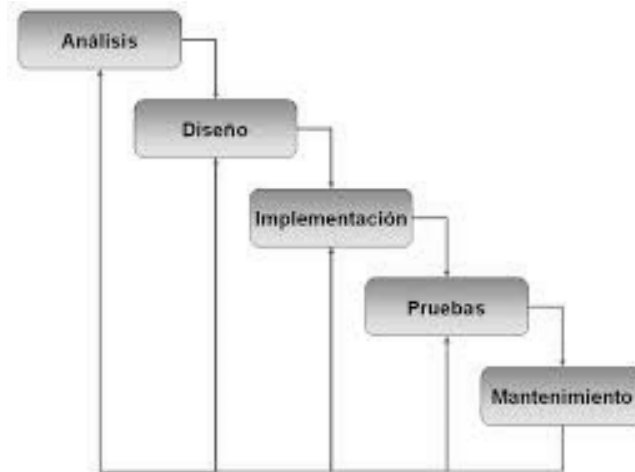 Análisis
Diseño
Implementación
Pruebas
Mantenimiento